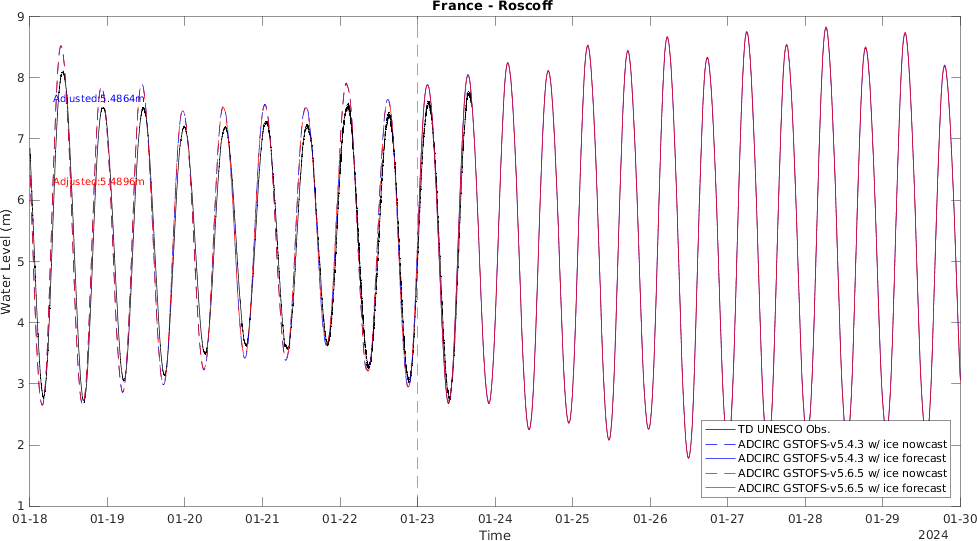 France - Roscoff
9
8
7
6
5
4
3
2
1
Water Level (m)
Adjusted:5.4864m
Adjusted:5.4896m
TD UNESCO Obs.
ADCIRC GSTOFS-v5.4.3 w/ ice nowcast
ADCIRC GSTOFS-v5.4.3 w/ ice forecast
ADCIRC GSTOFS-v5.6.5 w/ ice nowcast
ADCIRC GSTOFS-v5.6.5 w/ ice forecast
01-18 01-19 01-20 01-21 01-22 01-23 01-24 01-25 01-26 01-27 01-28 01-29 01-30
Time
2024